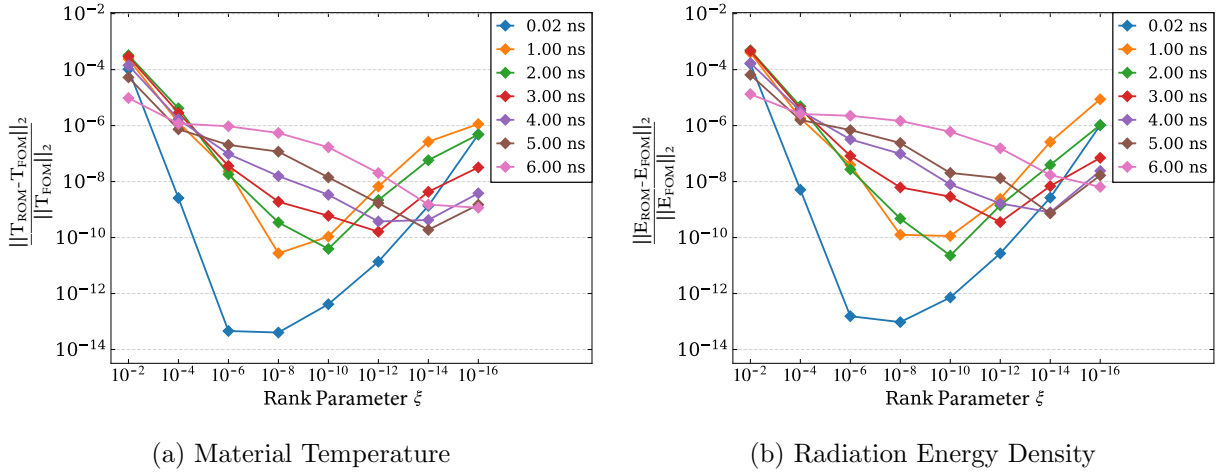 10⁻²
10⁻⁴
10⁻⁶
10⁻⁸
10⁻¹⁰
10⁻¹²
10⁻¹⁴
||T_ROM-T_FOM||₂
||T_FOM||₂
10⁻² 10⁻⁴ 10⁻⁶ 10⁻⁸ 10⁻¹⁰ 10⁻¹² 10⁻¹⁴ 10⁻¹⁶
Rank Parameter ξ
0.02 ns
1.00 ns
2.00 ns
3.00 ns
4.00 ns
5.00 ns
6.00 ns
(a) Material Temperature
10⁻²
10⁻⁴
10⁻⁶
10⁻⁸
10⁻¹⁰
10⁻¹²
10⁻¹⁴
||E_ROM-E_FOM||₂
||E_FOM||₂
10⁻² 10⁻⁴ 10⁻⁶ 10⁻⁸ 10⁻¹⁰ 10⁻¹² 10⁻¹⁴ 10⁻¹⁶
Rank Parameter ξ
0.02 ns
1.00 ns
2.00 ns
3.00 ns
4.00 ns
5.00 ns
6.00 ns
(b) Radiation Energy Density